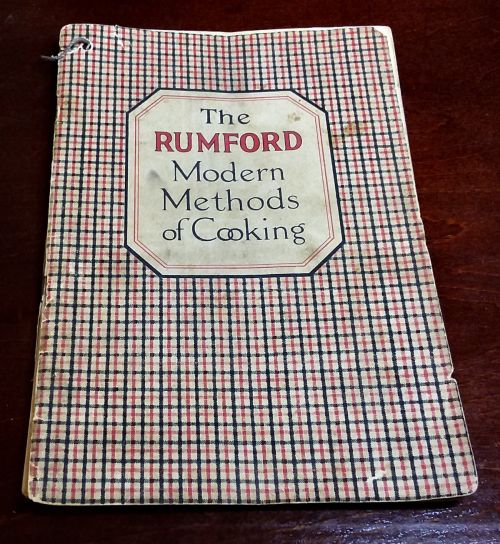 The
RUMFORD
Modern
Methods
of Cooking